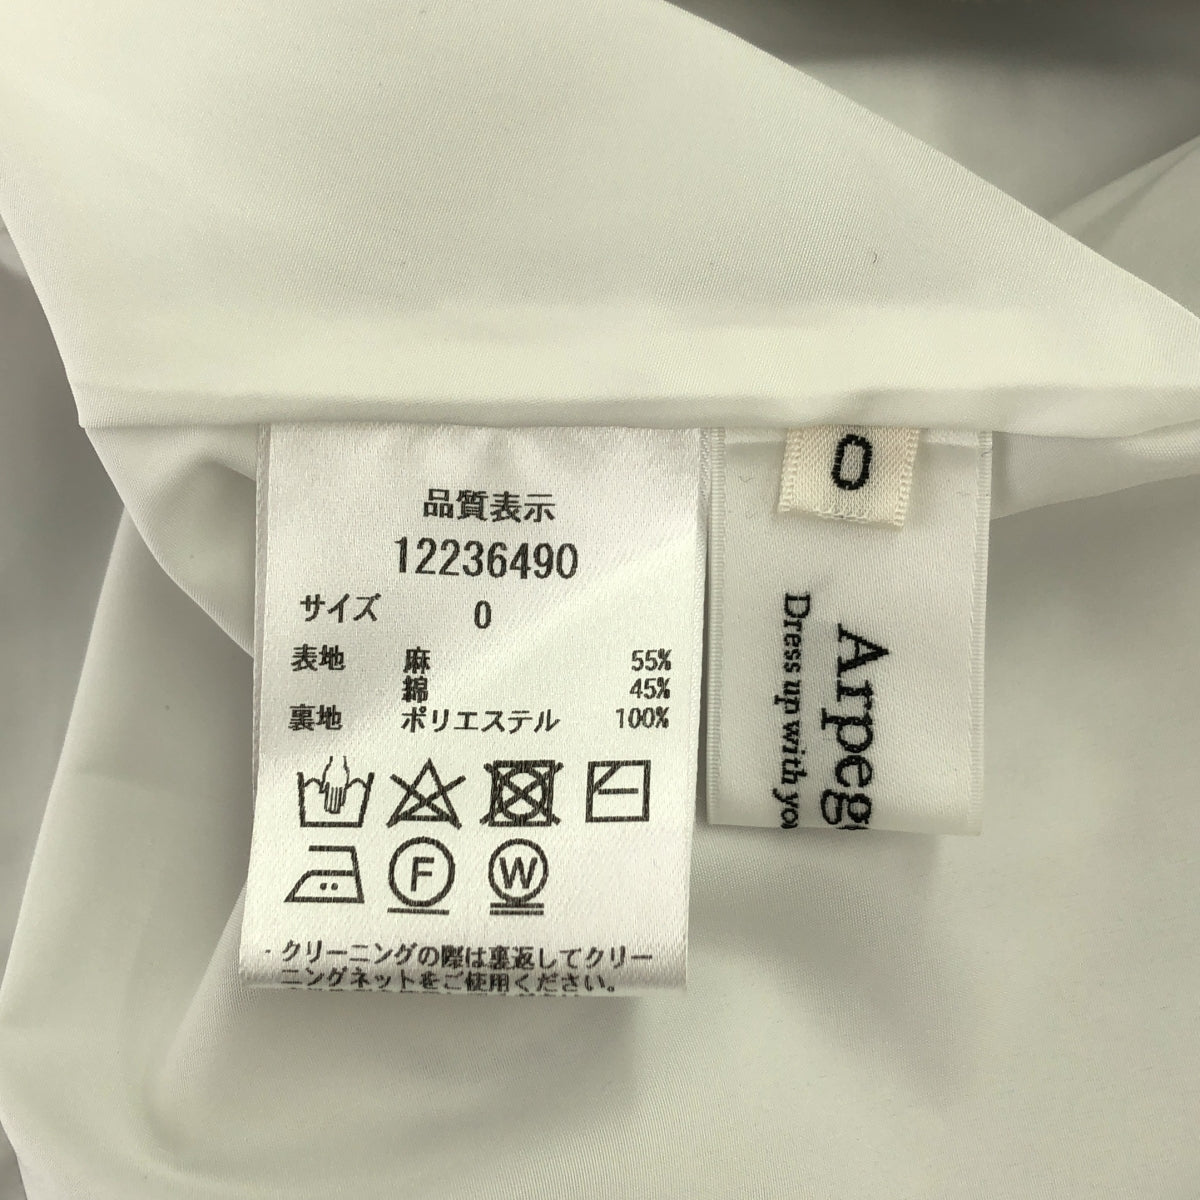 品質表示
12236490
サイズ 0
表地 麻 55%
綿 45%
裏地 ポリエステル 100%
F W
・クリーニングの際は裏返してクリー
ニングネットをご使用ください。
0
Arpeg
Dress up with you